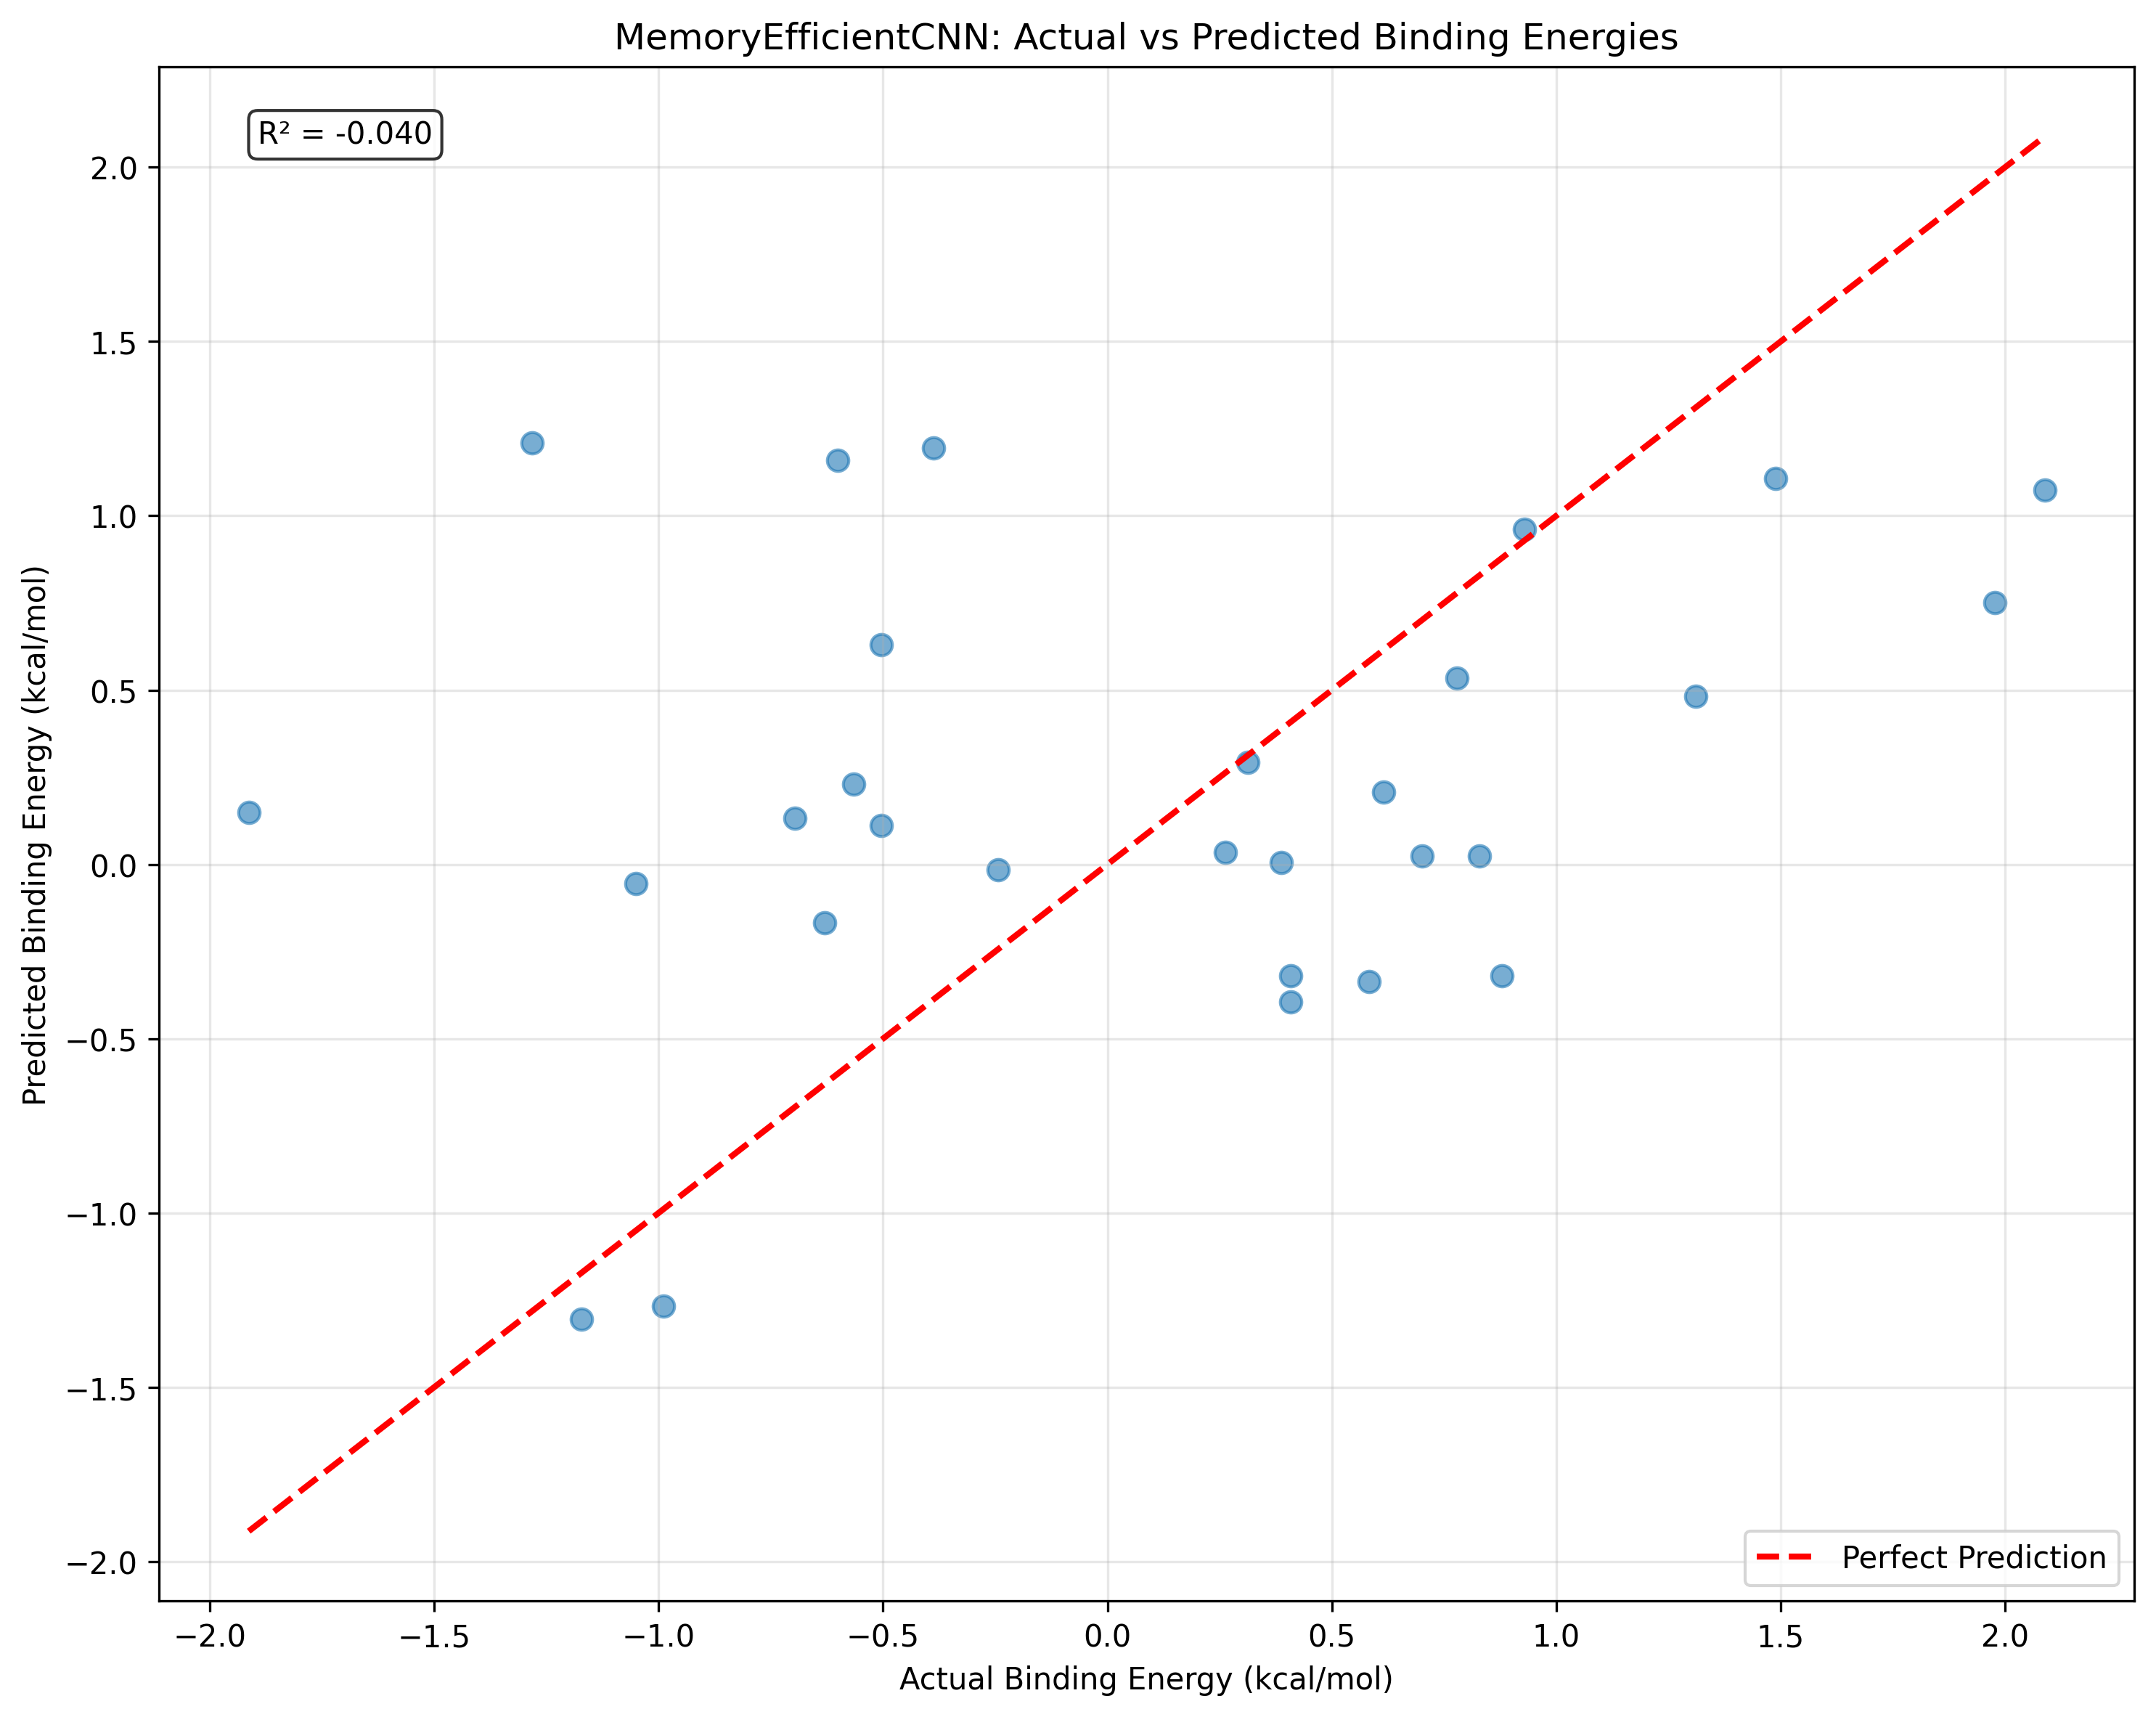 MemoryEfficientCNN: Actual vs Predicted Binding Energies
R² = -0.040
2.0
1.5
1.0
0.5
0.0
−0.5
−1.0
−1.5
−2.0
Predicted Binding Energy (kcal/mol)
Perfect Prediction
−2.0 −1.5 −1.0 −0.5 0.0 0.5 1.0 1.5 2.0
Actual Binding Energy (kcal/mol)